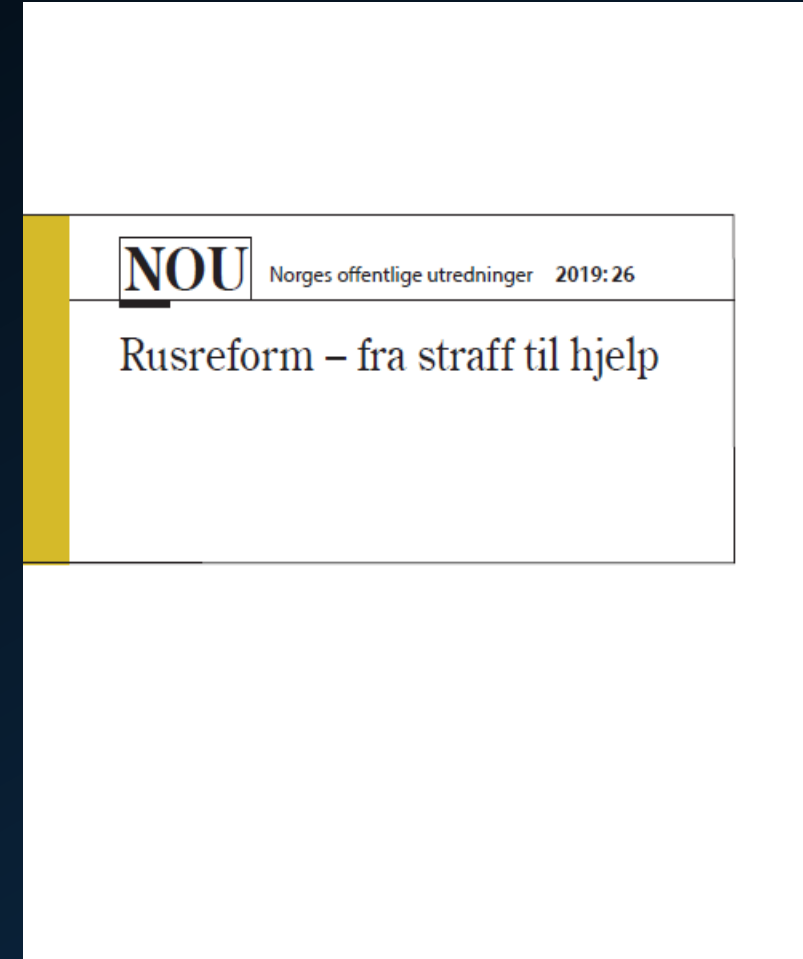 NOU Norges offentlige utredninger 2019: 26
Rusreform – fra straff til hjelp